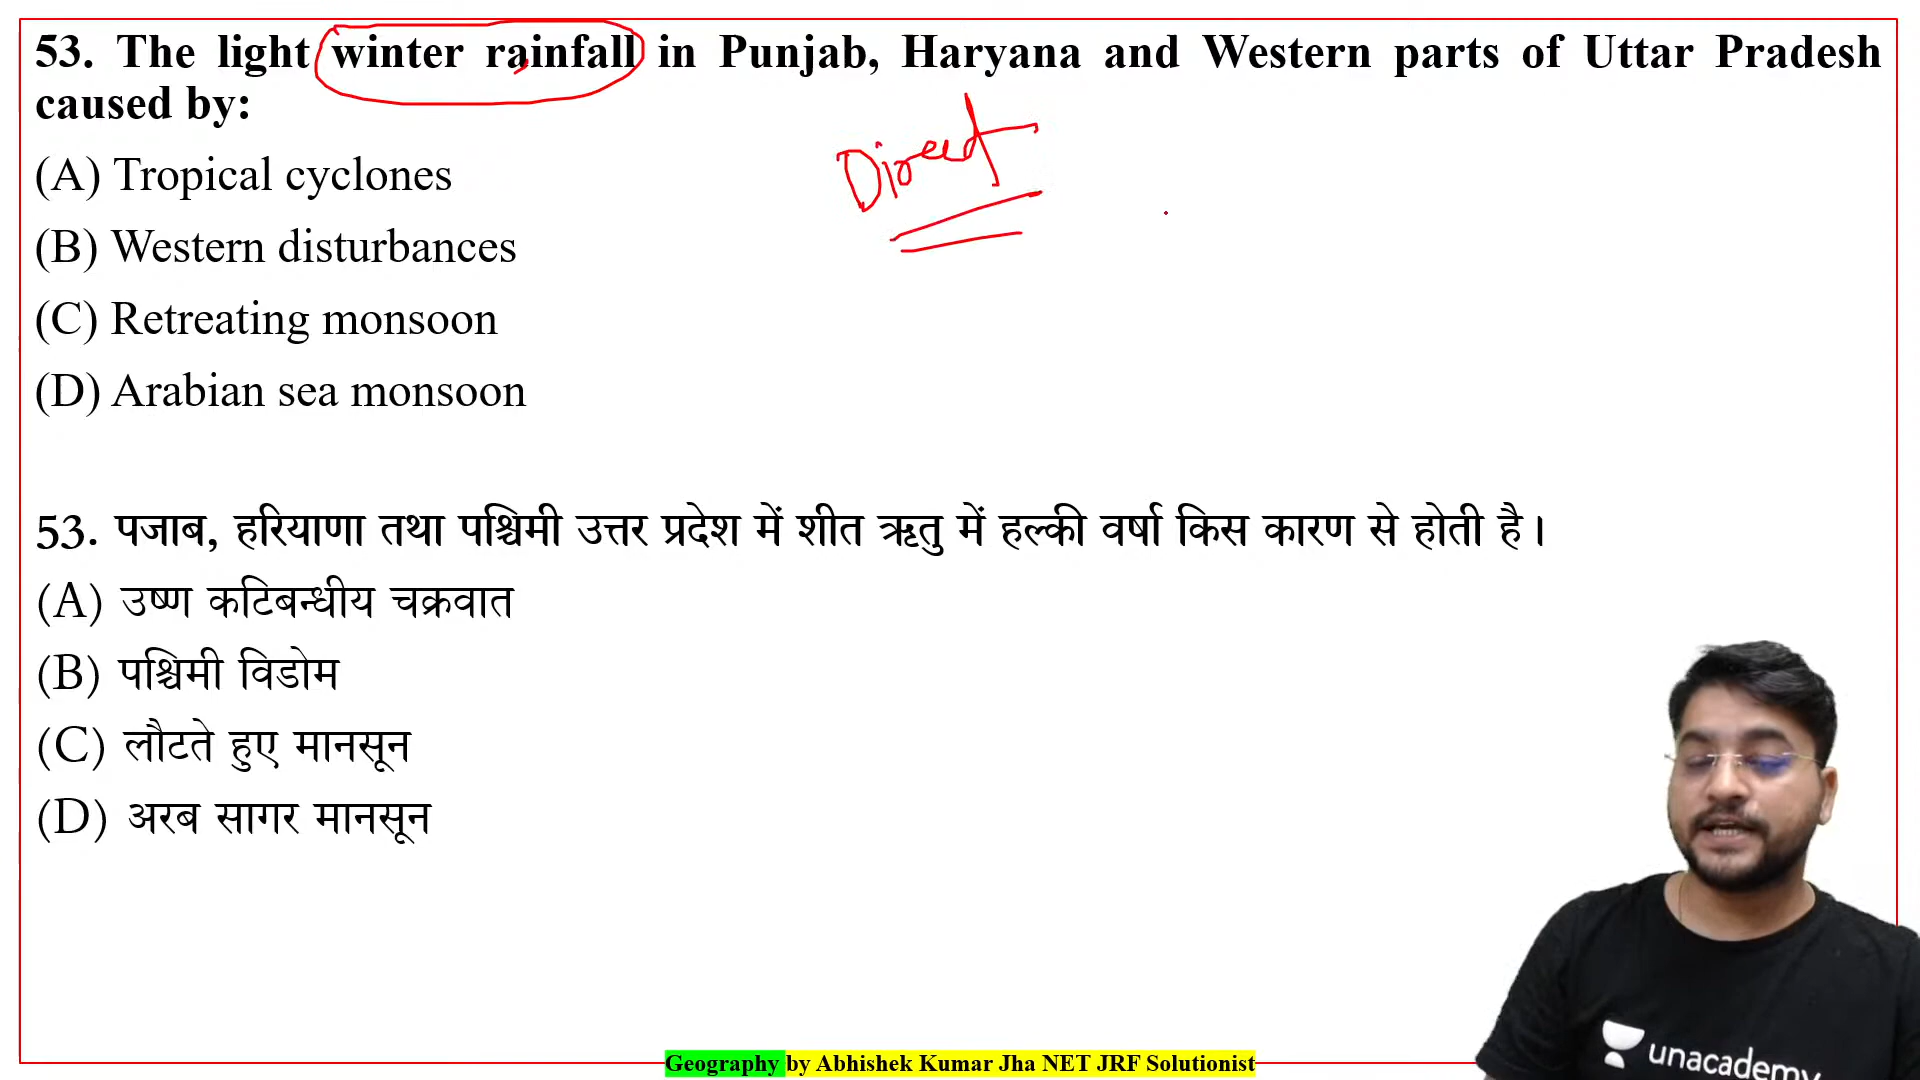 53. The light winter rainfall in Punjab, Haryana and Western parts of Uttar Pradesh
caused by:
Direct
(A) Tropical cyclones
(B) Western disturbances
(C) Retreating monsoon
(D) Arabian sea monsoon
53. पजाब, हरियाणा तथा पश्चिमी उत्तर प्रदेश में शीत ऋतु में हल्की वर्षा किस कारण से होती है।
(A) उष्ण कटिबन्धीय चक्रवात
(B) पश्चिमी विडोम
(C) लौटते हुए मानसून
(D) अरब सागर मानसून
unacademy
Geography by Abhishek Kumar Jha NET JRF Solutionist